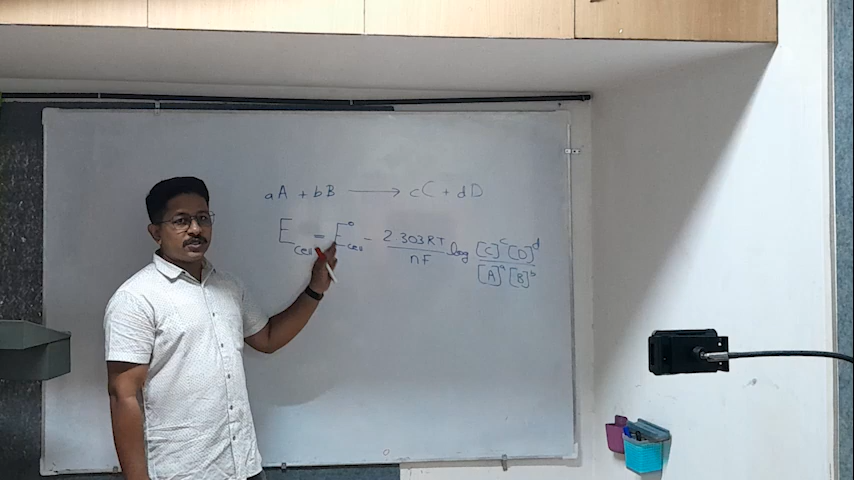 aA + bB ⟶ cC + dD
E_cell = E°_cell − 2.303RT/nF log [C]^c [D]^d / [A]^a [B]^b